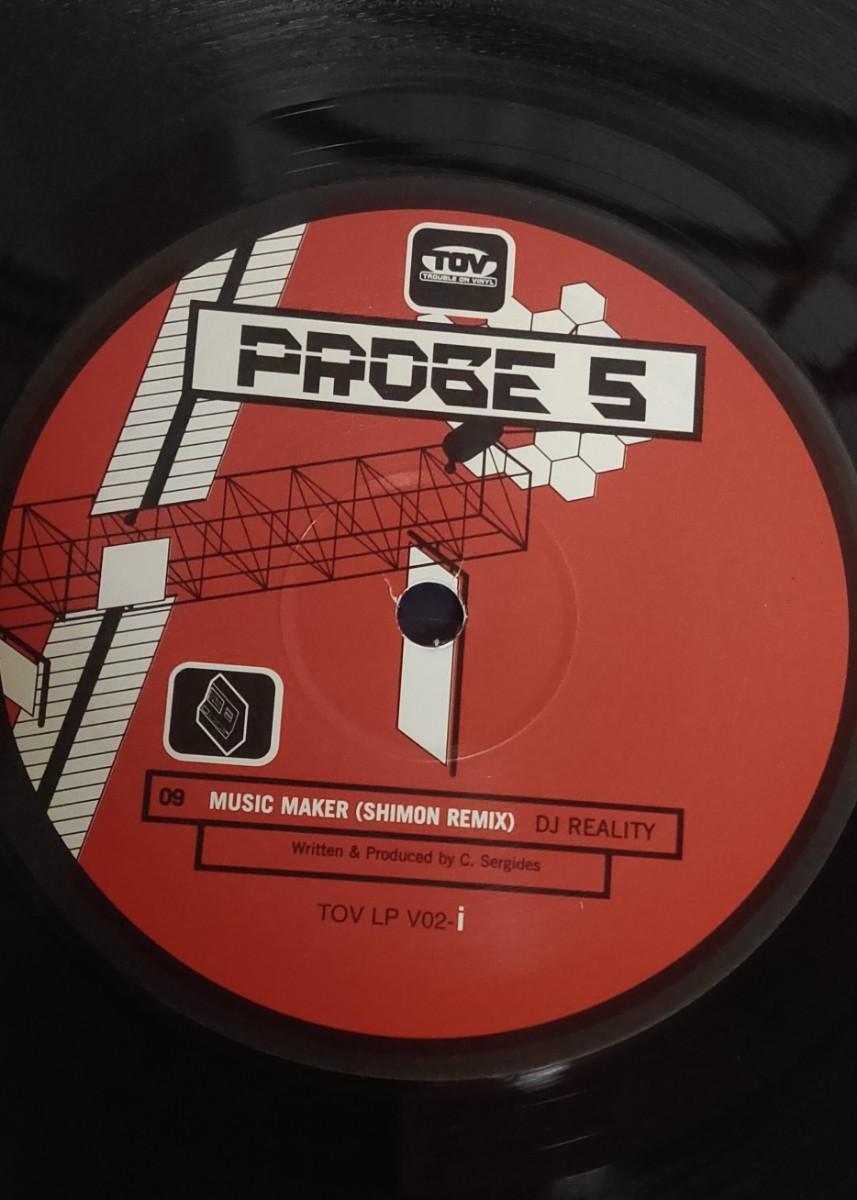 TOV
TROUBLE ON VINYL
PROBE 5
09 MUSIC MAKER (SHIMON REMIX) DJ REALITY
Written & Produced by C. Sergides
TOV LP V02-i